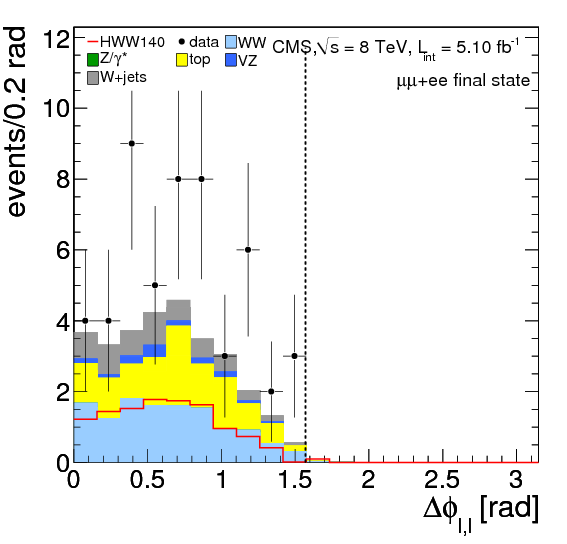 HWW140 data WW CMS,√s = 8 TeV, L_int = 5.10 fb⁻¹
Z/γ* top VZ
W+jets μμ+ee final state
events/0.2 rad
12
10
8
6
4
2
0
0 0.5 1 1.5 2 2.5 3
Δϕ_l,l [rad]